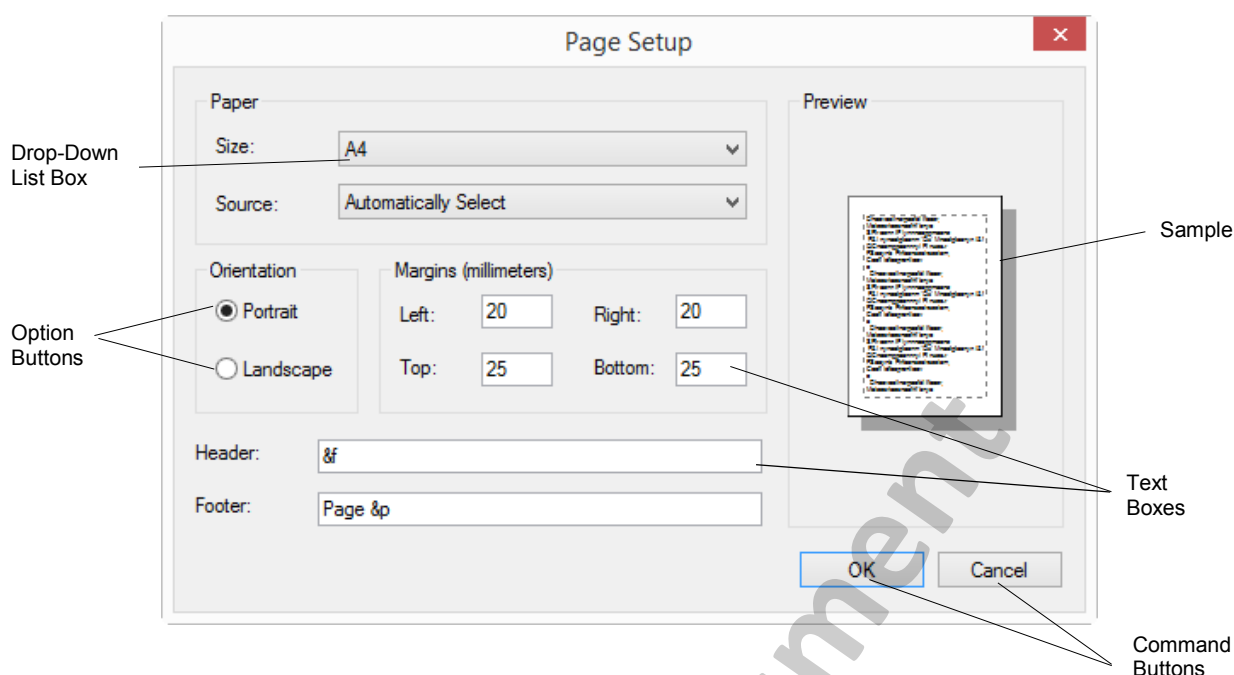 Page Setup
Paper
Preview
Size:
A4
Drop-Down
List Box
Source:
Automatically Select
Sample
Orientation
Margins (millimeters)
Portrait
Left:
20
Right:
20
Option
Buttons
Landscape
Top:
25
Bottom:
25
Header:
&f
Text
Boxes
Footer:
Page &p
OK
Cancel
Command
Buttons